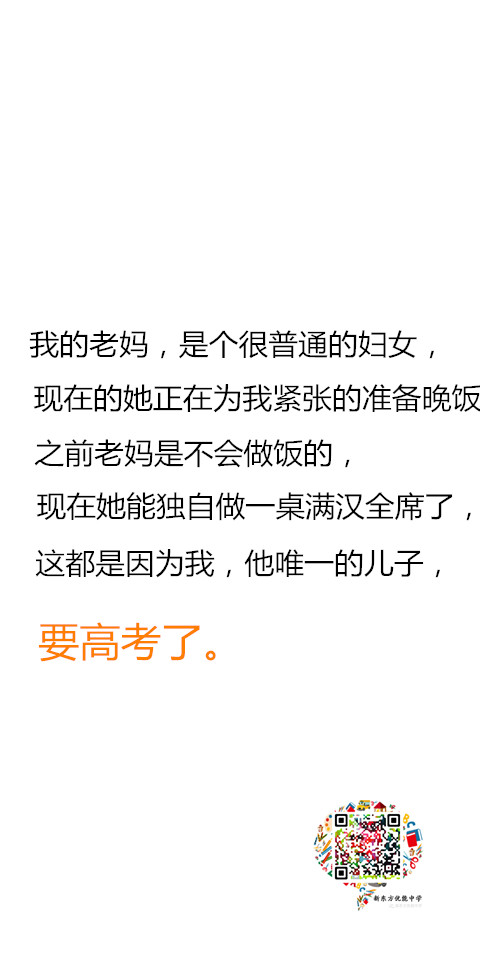 我的老妈，是个很普通的妇女，
现在的她正在为我紧张的准备晚饭
之前老妈是不会做饭的，
现在她能独自做一桌满汉全席了，
这都是因为我，他唯一的儿子，
要高考了。
新东方优能中学